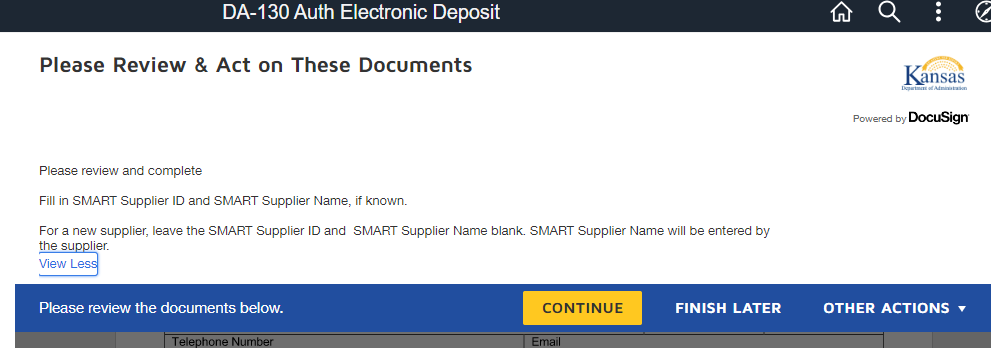 DA-130 Auth Electronic Deposit
Please Review & Act on These Documents
Kansas
Department of Administration
Powered by DocuSign
Please review and complete
Fill in SMART Supplier ID and SMART Supplier Name, if known.
For a new supplier, leave the SMART Supplier ID and  SMART Supplier Name blank. SMART Supplier Name will be entered by
the supplier.
View Less
Please review the documents below.
CONTINUE
FINISH LATER
OTHER ACTIONS
Telephone Number
Email